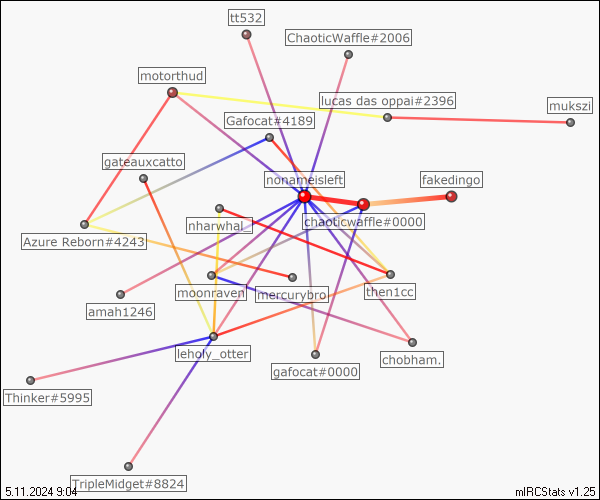 tt532
ChaoticWaffle#2006
motorthud
lucas das oppai#2396
mukszi
Gafocat#4189
gateauxcatto
nonameisleft
fakedingo
nharwhal_
chaoticwaffle#0000
Azure Reborn#4243
moonraven
mercurybro
then1cc
amah1246
lehofy_otter
chobham.
gafocat#0000
Thinker#5995
TripleMidget#8824
5.11.2024 9:04
mIRCStats v1.25